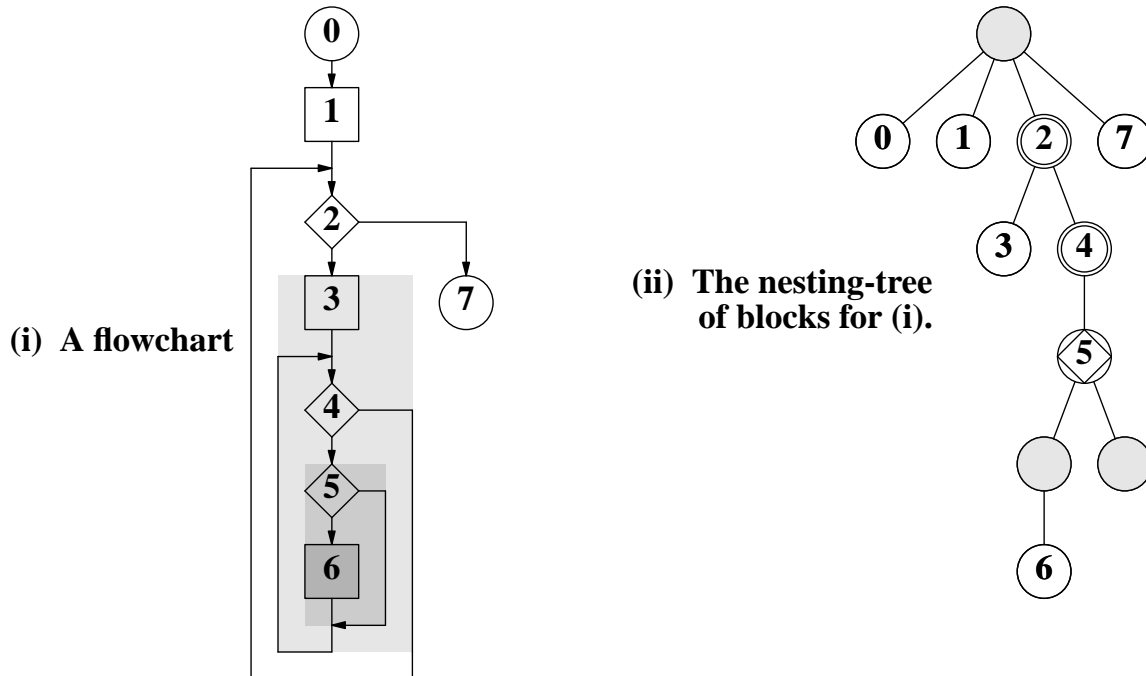 0
1
2
3
7
(i) A flowchart
4
5
6
0 1 2 7
3 4
(ii) The nesting-tree
of blocks for (i).
5
6